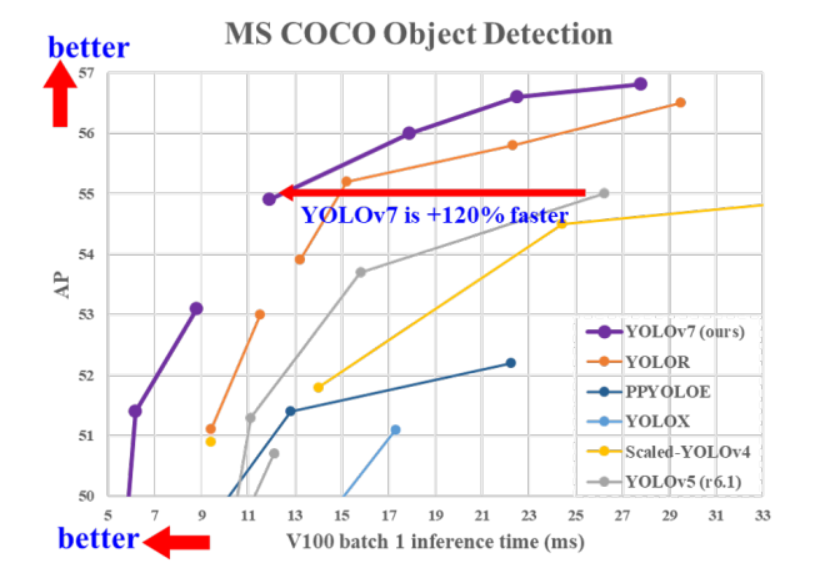 MS COCO Object Detection
better
57
56
55
54
53
52
51
50
AP
YOLOv7 is +120% faster
YOLOv7 (ours)
YOLOR
PPYOLOE
YOLOX
Scaled-YOLOv4
YOLOv5 (r6.1)
5 7 9 11 13 15 17 19 21 23 25 27 29 31 33
better
V100 batch 1 inference time (ms)